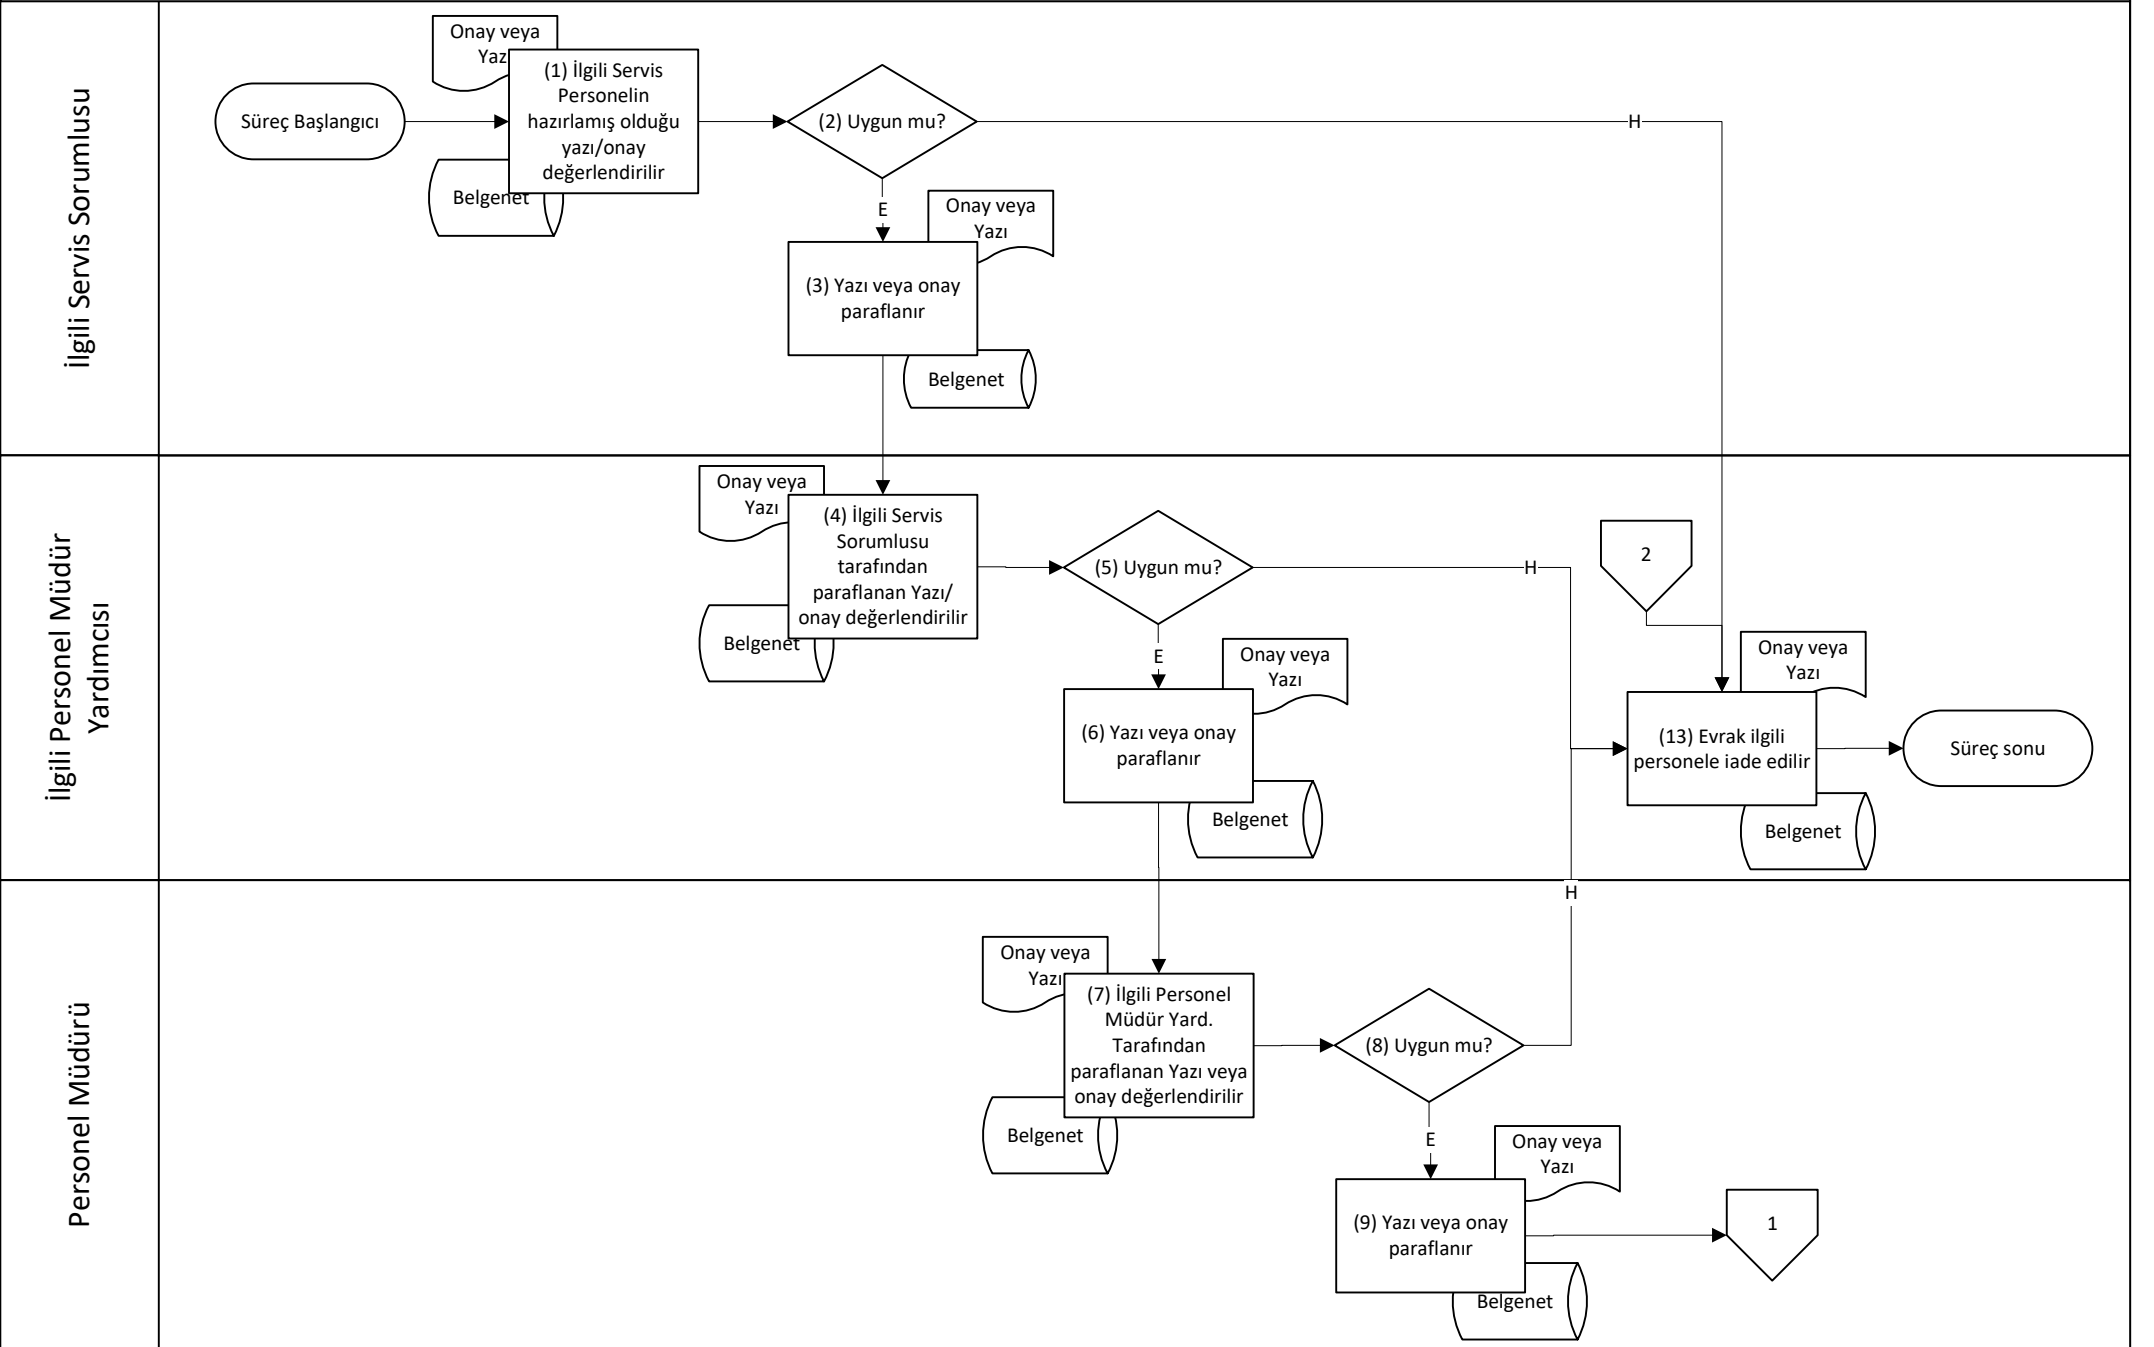 İlgili Servis Sorumlusu
Süreç Başlangıcı
Onay veya
Yaz
(1) İlgili Servis
Personelin
hazırlamış olduğu
yazı/onay
değerlendirilir
Belgenet
(2) Uygun mu?
H
E
Onay veya
Yazı
(3) Yazı veya onay
paraflanır
Belgenet
İlgili Personel Müdür
Yardımcısı
Onay veya
Yazı
(4) İlgili Servis
Sorumlusu
tarafından
paraflanan Yazı/
onay değerlendirilir
Belgenet
(5) Uygun mu?
H
E
Onay veya
Yazı
(6) Yazı veya onay
paraflanır
Belgenet
2
Onay veya
Yazı
(13) Evrak ilgili
personele iade edilir
Belgenet
Süreç sonu
Personel Müdürü
Onay veya
Yazı
(7) İlgili Personel
Müdür Yard.
Tarafından
paraflanan Yazı veya
onay değerlendirilir
Belgenet
(8) Uygun mu?
H
E
Onay veya
Yazı
(9) Yazı veya onay
paraflanır
Belgenet
1